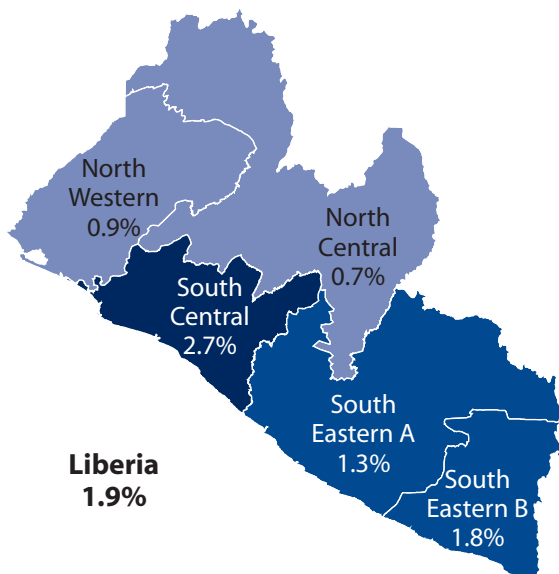 North
Western
0.9%
North
Central
0.7%
South
Central
2.7%
South
Eastern A
1.3%
South
Eastern B
1.8%
Liberia
1.9%